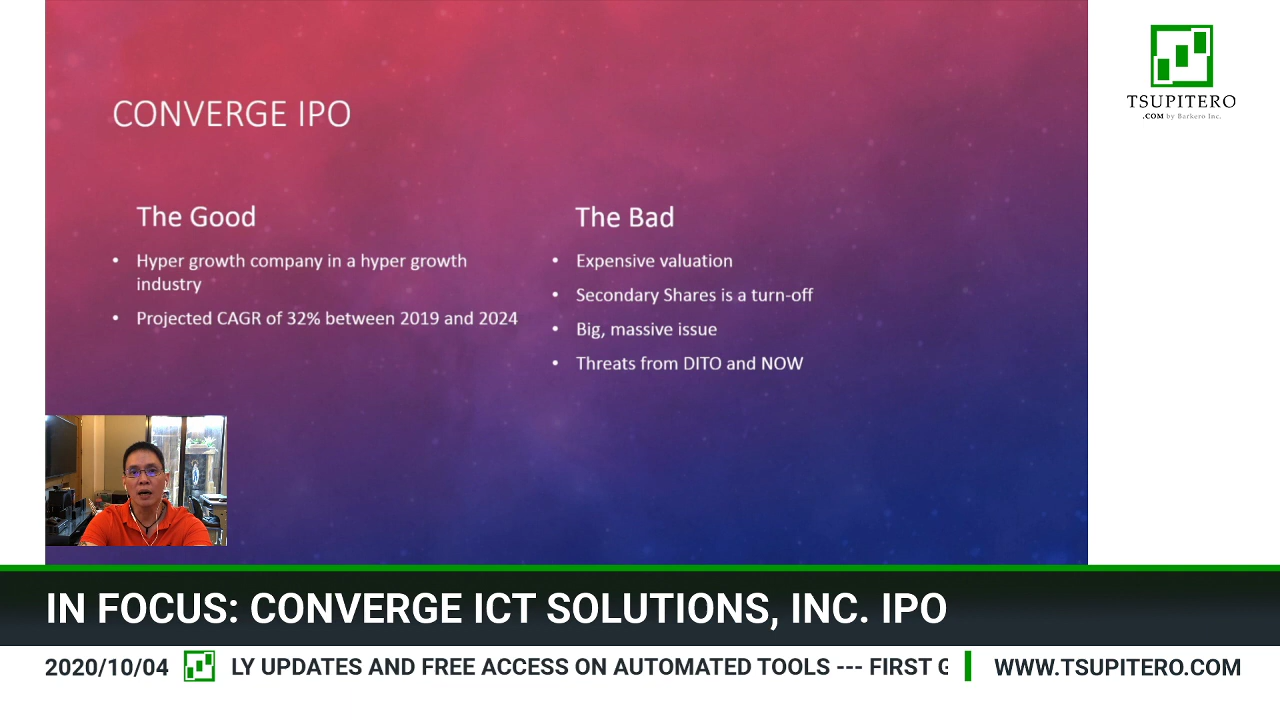 CONVERGE IPO
The Good
• Hyper growth company in a hyper growth
industry
• Projected CAGR of 32% between 2019 and 2024
The Bad
• Expensive valuation
• Secondary Shares is a turn-off
• Big, massive issue
• Threats from DITO and NOW
TSUPITERO
.COM by Barkero Inc.
IN FOCUS: CONVERGE ICT SOLUTIONS, INC. IPO
2020/10/04
LY UPDATES AND FREE ACCESS ON AUTOMATED TOOLS --- FIRST G
WWW.TSUPITERO.COM